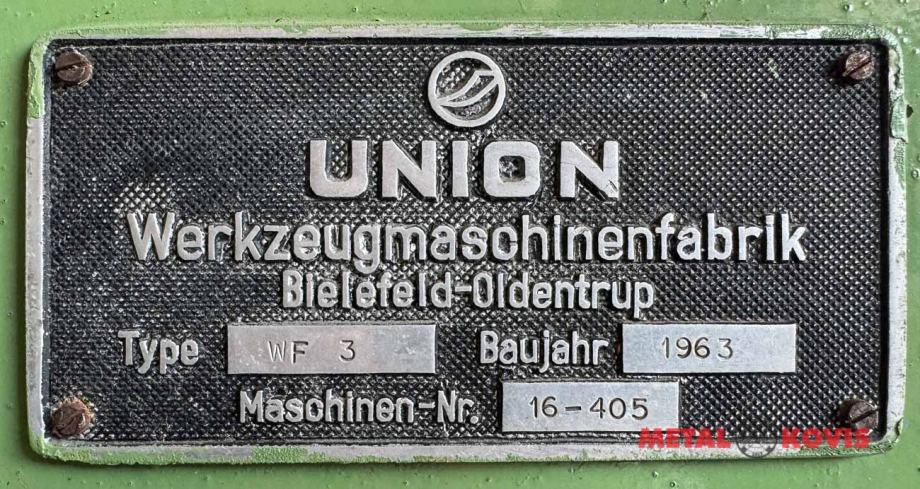 UNION
Werkzeugmaschinenfabrik
Bielefeld-Oldentrup
Type WF 3 Baujahr 1963
Maschinen-Nr. 16-405
METAL KOVIS